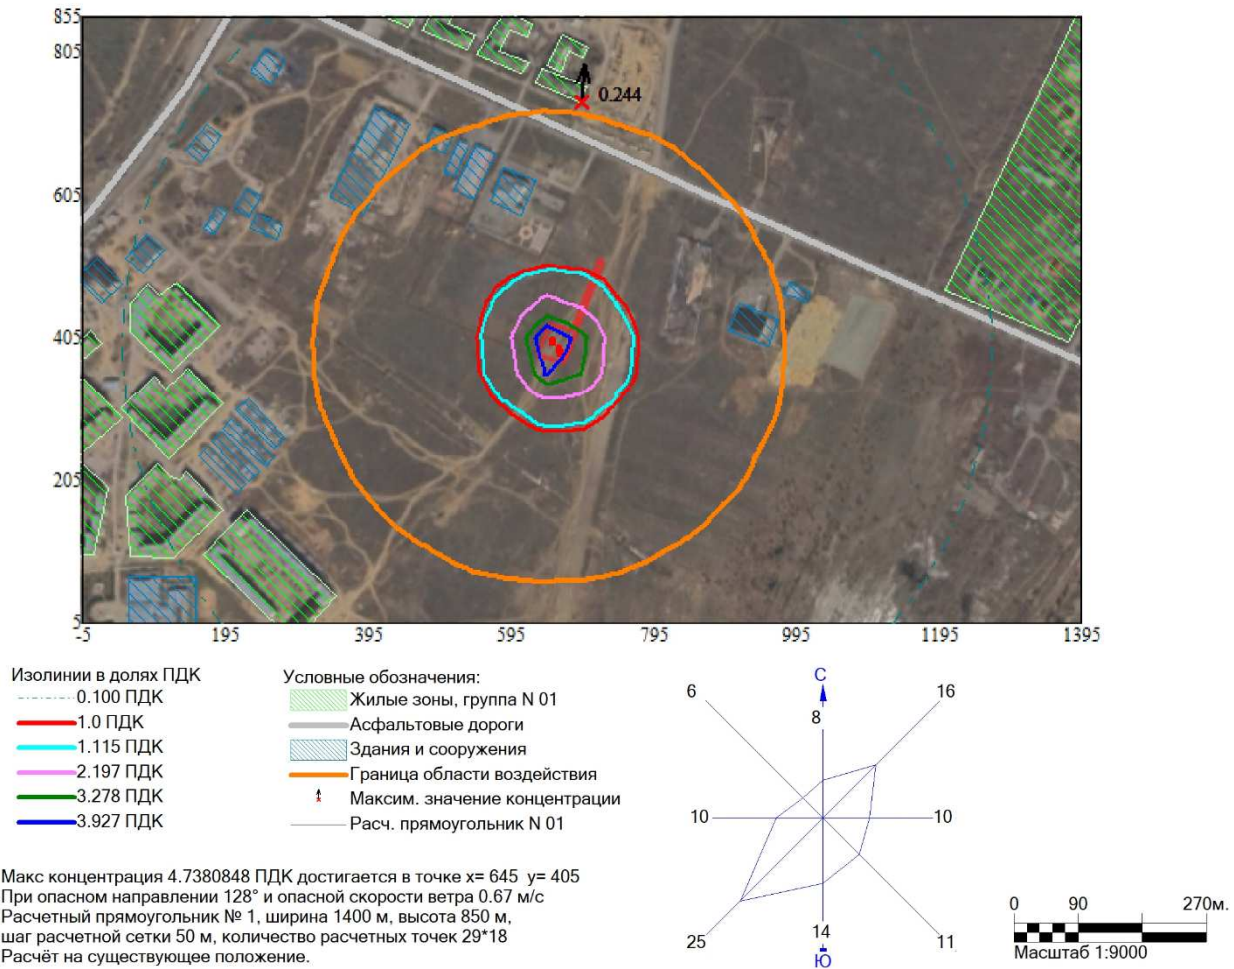 855
805
605
405
205
5
-5
195
395
595
795
995
1195
1395
0.244
Изолинии в долях ПДК
0.100 ПДК
1.0 ПДК
1.115 ПДК
2.197 ПДК
3.278 ПДК
3.927 ПДК
Условные обозначения:
Жилые зоны, группа N 01
Асфальтовые дороги
Здания и сооружения
Граница области воздействия
Максим. значение концентрации
Расч. прямоугольник N 01
С
6
16
8
10
10
25
14
11
Ю
0 90 270м.
Масштаб 1:9000
Макс концентрация 4.7380848 ПДК достигается в точке x= 645 y= 405
При опасном направлении 128° и опасной скорости ветра 0.67 м/с
Расчетный прямоугольник № 1, ширина 1400 м, высота 850 м,
шаг расчетной сетки 50 м, количество расчетных точек 29*18
Расчёт на существующее положение.